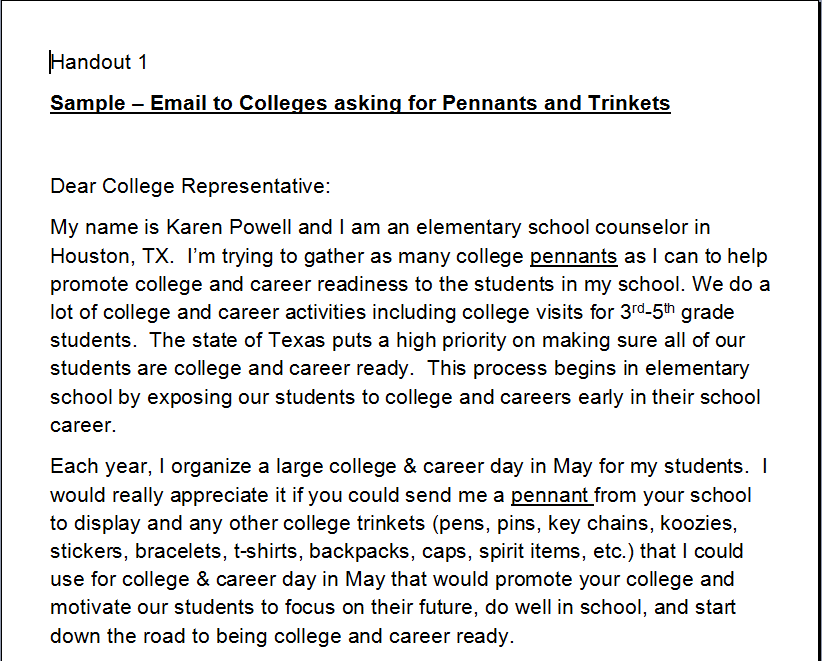 Handout 1
Sample – Email to Colleges asking for Pennants and Trinkets
Dear College Representative:
My name is Karen Powell and I am an elementary school counselor in
Houston, TX.  I’m trying to gather as many college pennants as I can to help
promote college and career readiness to the students in my school. We do a
lot of college and career activities including college visits for 3rd-5th grade
students.  The state of Texas puts a high priority on making sure all of our
students are college and career ready.  This process begins in elementary
school by exposing our students to college and careers early in their school
career.
Each year, I organize a large college & career day in May for my students.  I
would really appreciate it if you could send me a pennant from your school
to display and any other college trinkets (pens, pins, key chains, koozies,
stickers, bracelets, t-shirts, backpacks, caps, spirit items, etc.) that I could
use for college & career day in May that would promote your college and
motivate our students to focus on their future, do well in school, and start
down the road to being college and career ready.